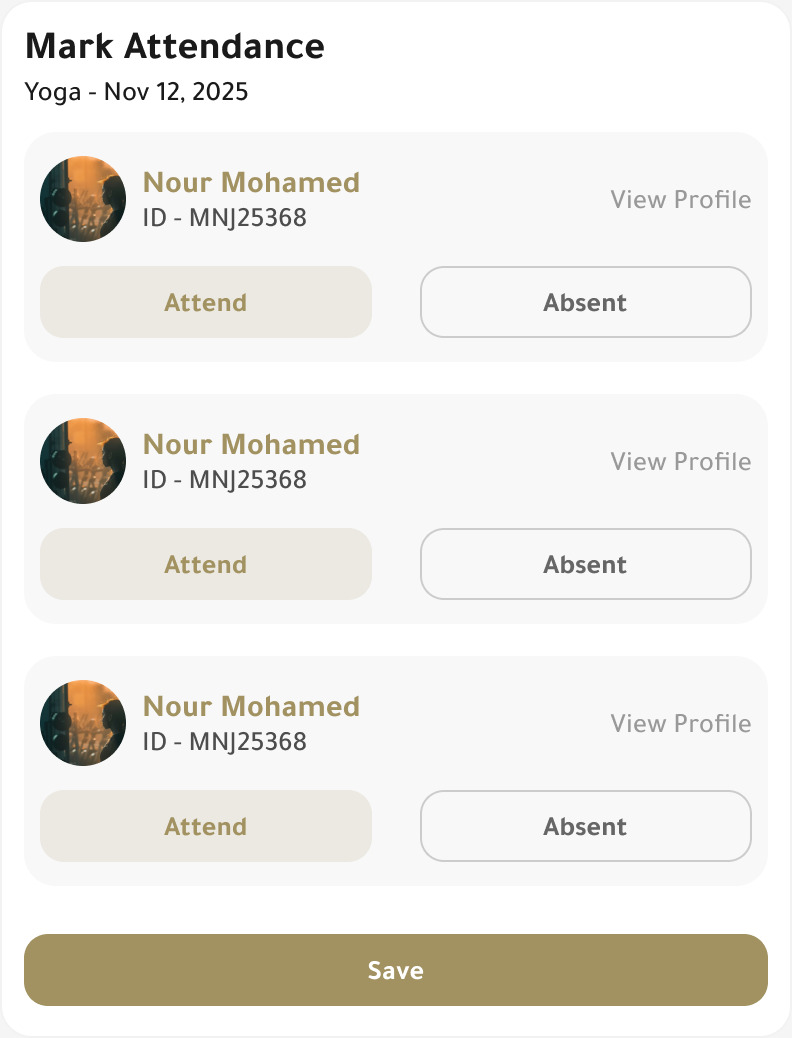 Mark Attendance
Yoga - Nov 12, 2025
Nour Mohamed
ID - MNJ25368
View Profile
Attend
Absent
Nour Mohamed
ID - MNJ25368
View Profile
Attend
Absent
Nour Mohamed
ID - MNJ25368
View Profile
Attend
Absent
Save